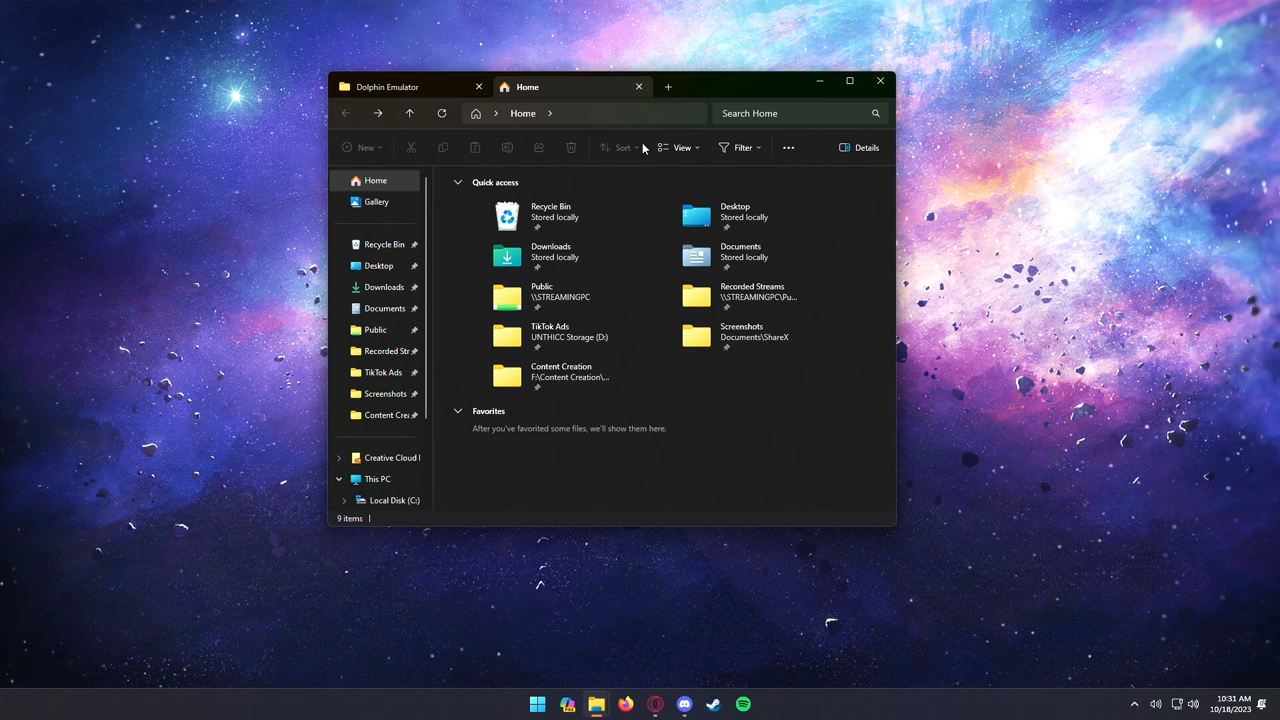 Dolphin Emulator
Home
Home
Search Home
New
Sort
View
Filter
Details
Home
Gallery
Recycle Bin
Desktop
Downloads
Documents
Public
Recorded Str
TikTok Ads
Screenshots
Content Crea
Creative Cloud
This PC
Local Disk (C:)
Quick access
Recycle Bin
Stored locally
Desktop
Stored locally
Downloads
Stored locally
Documents
Stored locally
Public
\\STREAMINGPC
Recorded Streams
\\STREAMINGPC\Pu...
TikTok Ads
UNTHICC Storage (D:)
Screenshots
Documents\ShareX
Content Creation
F:\Content Creation\...
Favorites
After you've favorited some files, we'll show them here.
9 items
10:31 AM
10/18/2023